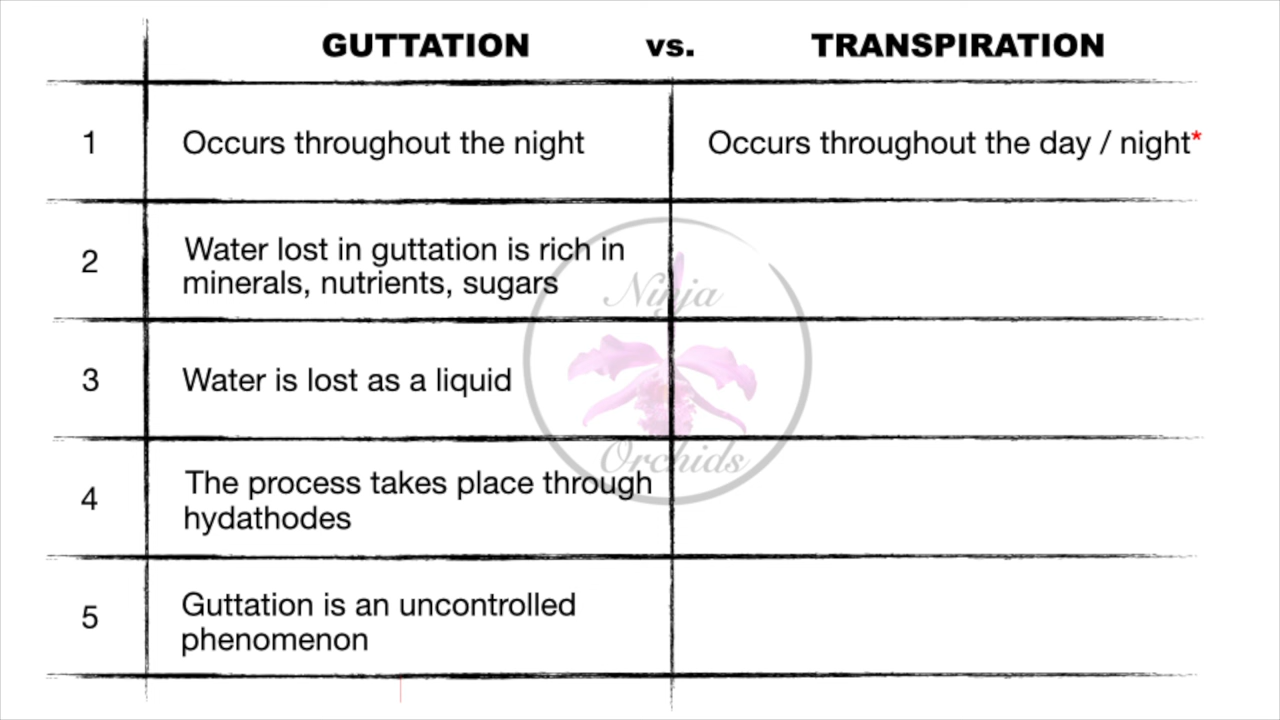 GUTTATION vs. TRANSPIRATION
1 Occurs throughout the night Occurs throughout the day / night*
2 Water lost in guttation is rich in
minerals, nutrients, sugars
Ninja
3 Water is lost as a liquid
Orchids
4 The process takes place through
hydathodes
5 Guttation is an uncontrolled
phenomenon